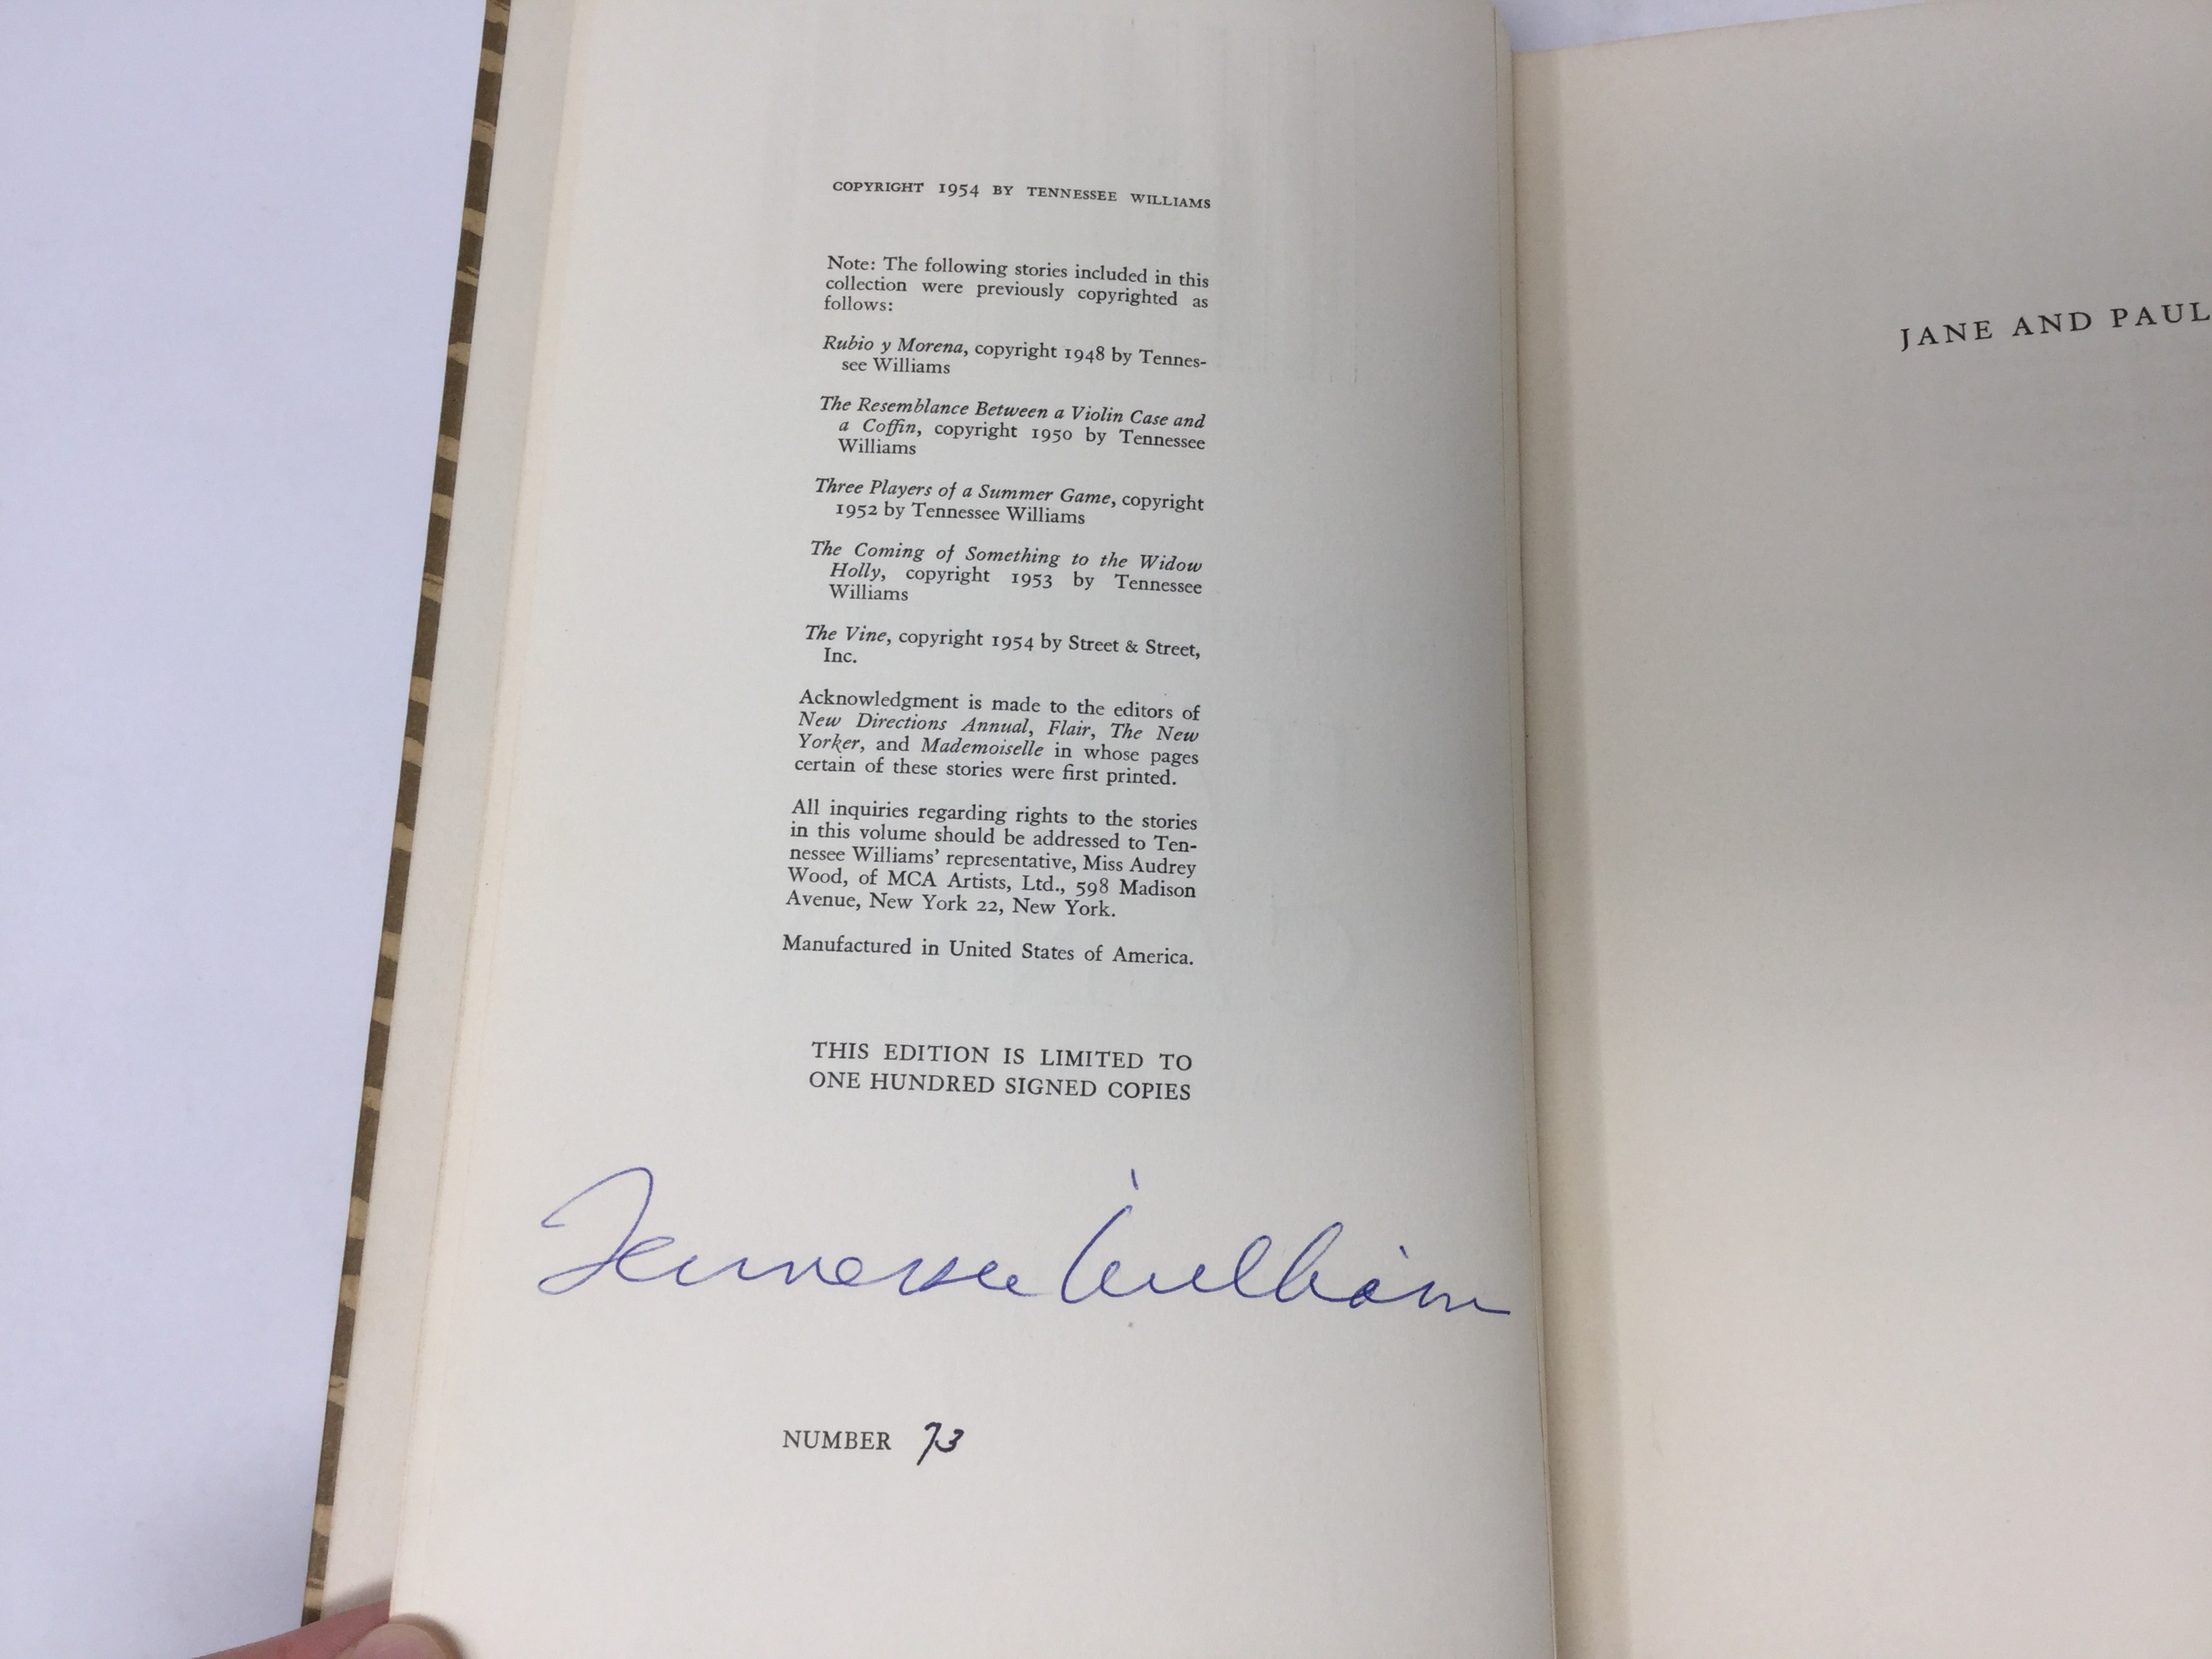 COPYRIGHT 1954 BY TENNESSEE WILLIAMS
Note: The following stories included in this
collection were previously copyrighted as
follows:
Rubio y Morena, copyright 1948 by Tennes-
see Williams
The Resemblance Between a Violin Case and
a Coffin, copyright 1950 by Tennessee
Williams
Three Players of a Summer Game, copyright
1952 by Tennessee Williams
The Coming of Something to the Widow
Holly, copyright 1953 by Tennessee
Williams
The Vine, copyright 1954 by Street & Street,
Inc.
Acknowledgment is made to the editors of
New Directions Annual, Flair, The New
Yorker, and Mademoiselle in whose pages
certain of these stories were first printed.
All inquiries regarding rights to the stories
in this volume should be addressed to Ten-
nessee Williams' representative, Miss Audrey
Wood, of MCA Artists, Ltd., 598 Madison
Avenue, New York 22, New York.
Manufactured in United States of America.
THIS EDITION IS LIMITED TO
ONE HUNDRED SIGNED COPIES
Tennessee Williams
NUMBER 73
JANE AND PAUL